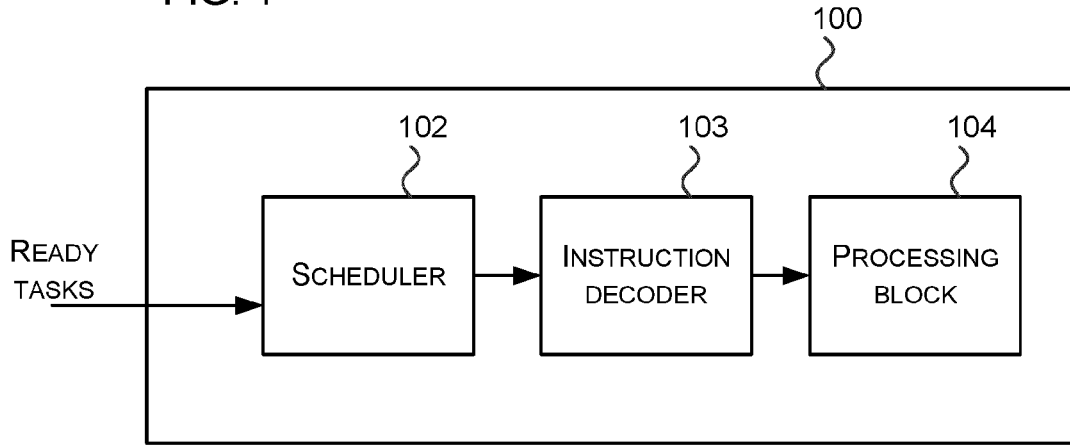 100
102
103
104
READY
TASKS
SCHEDULER
INSTRUCTION
DECODER
PROCESSING
BLOCK